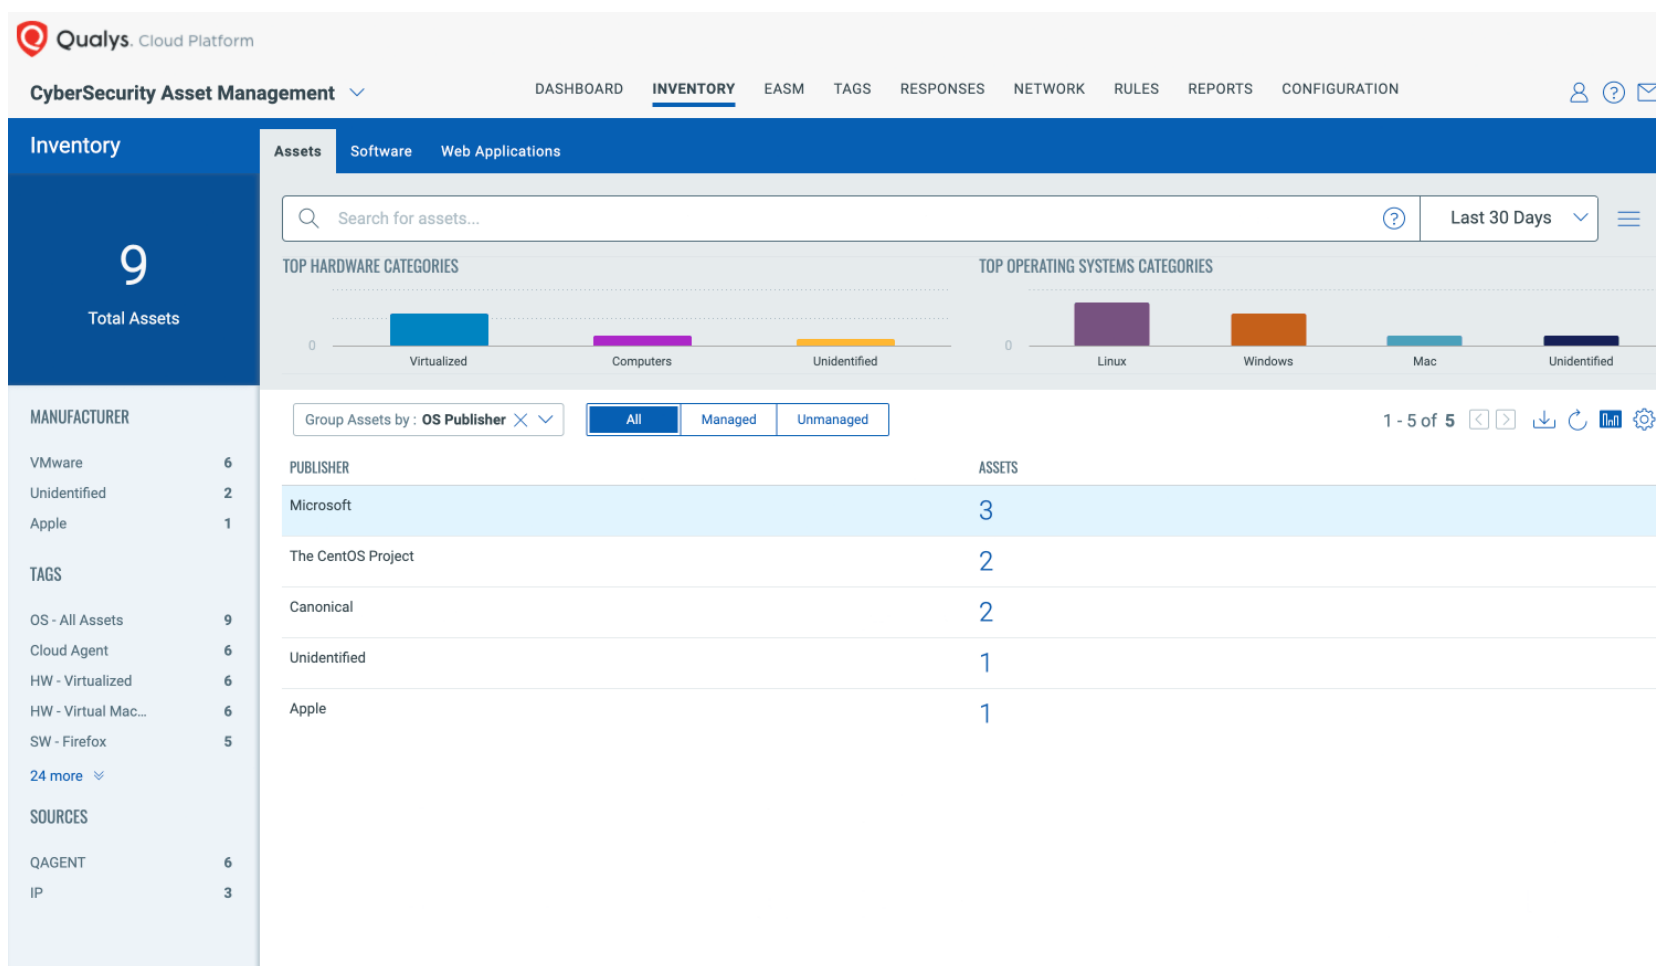 Qualys. Cloud Platform
CyberSecurity Asset Management
DASHBOARD INVENTORY EASM TAGS RESPONSES NETWORK RULES REPORTS CONFIGURATION
Inventory
Assets Software Web Applications
9
Total Assets
Search for assets...
Last 30 Days
TOP HARDWARE CATEGORIES
0
Virtualized Computers Unidentified
TOP OPERATING SYSTEMS CATEGORIES
0
Linux Windows Mac Unidentified
MANUFACTURER
VMware 6
Unidentified 2
Apple 1
TAGS
OS - All Assets 9
Cloud Agent 6
HW - Virtualized 6
HW - Virtual Mac... 6
SW - Firefox 5
24 more
SOURCES
QAGENT 6
IP 3
Group Assets by : OS Publisher
All Managed Unmanaged
1 - 5 of 5
PUBLISHER ASSETS
Microsoft 3
The CentOS Project 2
Canonical 2
Unidentified 1
Apple 1